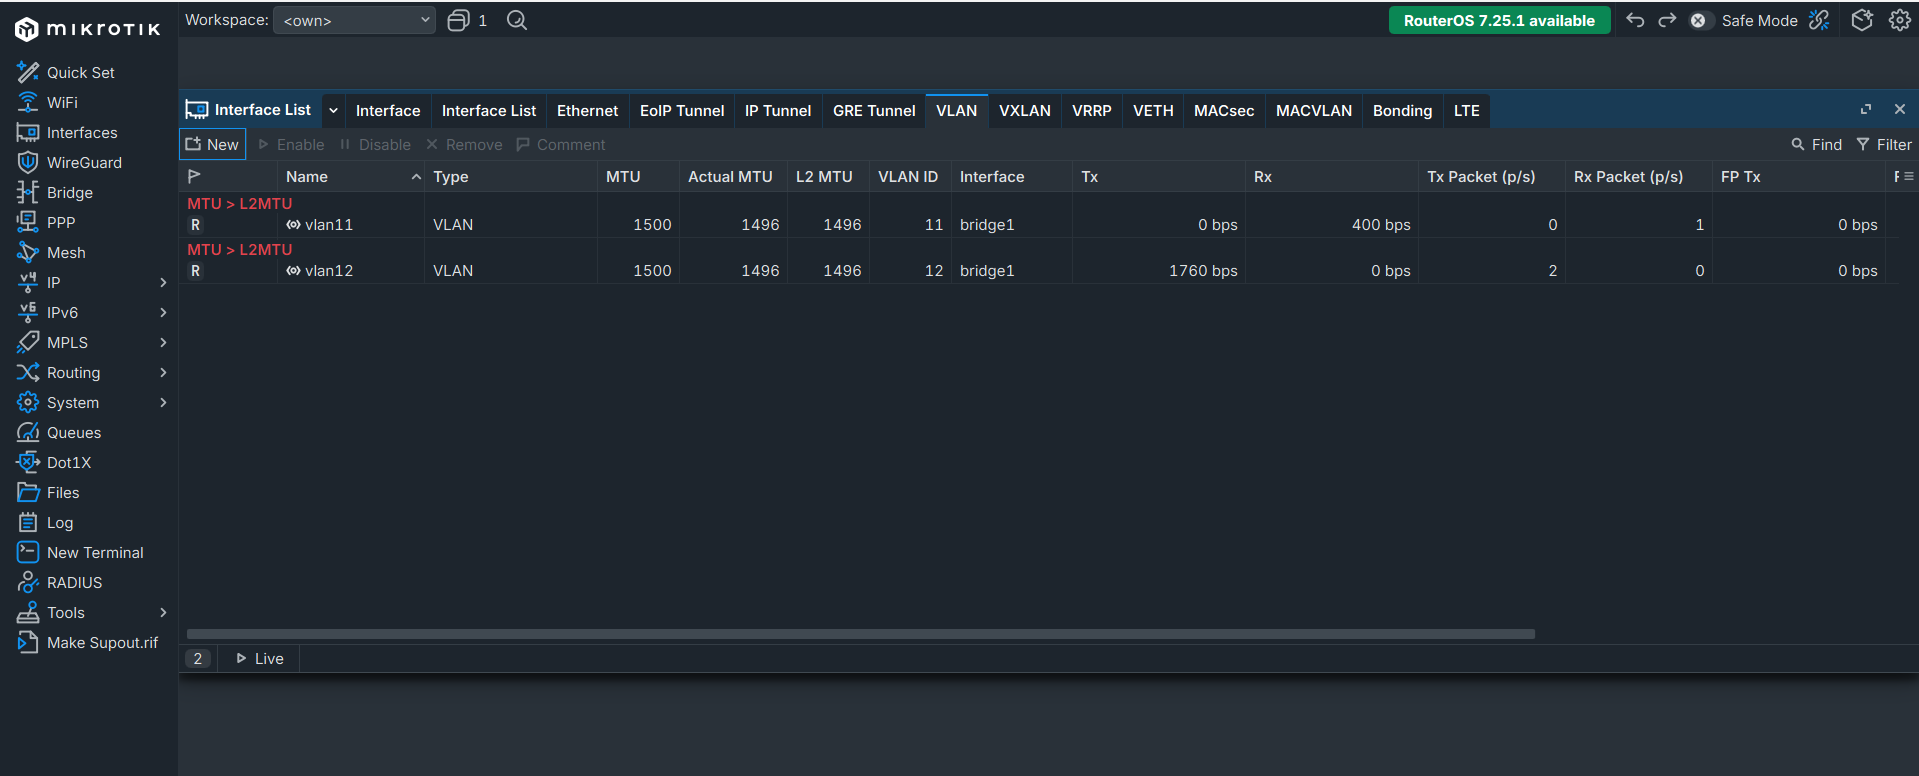 mikrotik
Workspace: <own> 1 RouterOS 7.25.1 available Safe Mode
Quick Set
WiFi
Interfaces
WireGuard
Bridge
PPP
Mesh
IP
IPv6
MPLS
Routing
System
Queues
Dot1X
Files
Log
New Terminal
RADIUS
Tools
Make Supout.rif
Interface List Interface Interface List Ethernet EoIP Tunnel IP Tunnel GRE Tunnel VLAN VXLAN VRRP VETH MACsec MACVLAN Bonding LTE
New Enable Disable Remove Comment Find Filter
Name Type MTU Actual MTU L2 MTU VLAN ID Interface Tx Rx Tx Packet (p/s) Rx Packet (p/s) FP Tx
MTU > L2MTU
R vlan11 VLAN 1500 1496 1496 11 bridge1 0 bps 400 bps 0 1 0 bps
MTU > L2MTU
R vlan12 VLAN 1500 1496 1496 12 bridge1 1760 bps 0 bps 2 0 0 bps
2 Live